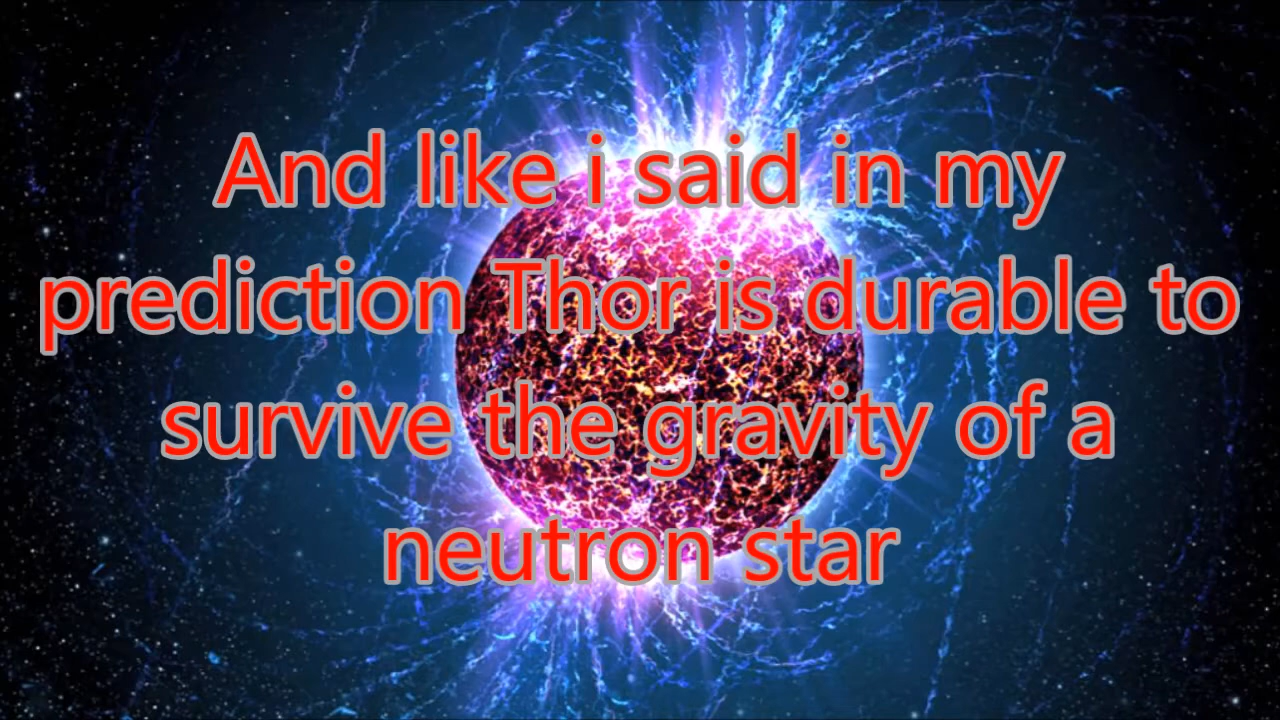 And like i said in my
prediction Thor is durable to
survive the gravity of a
neutron star